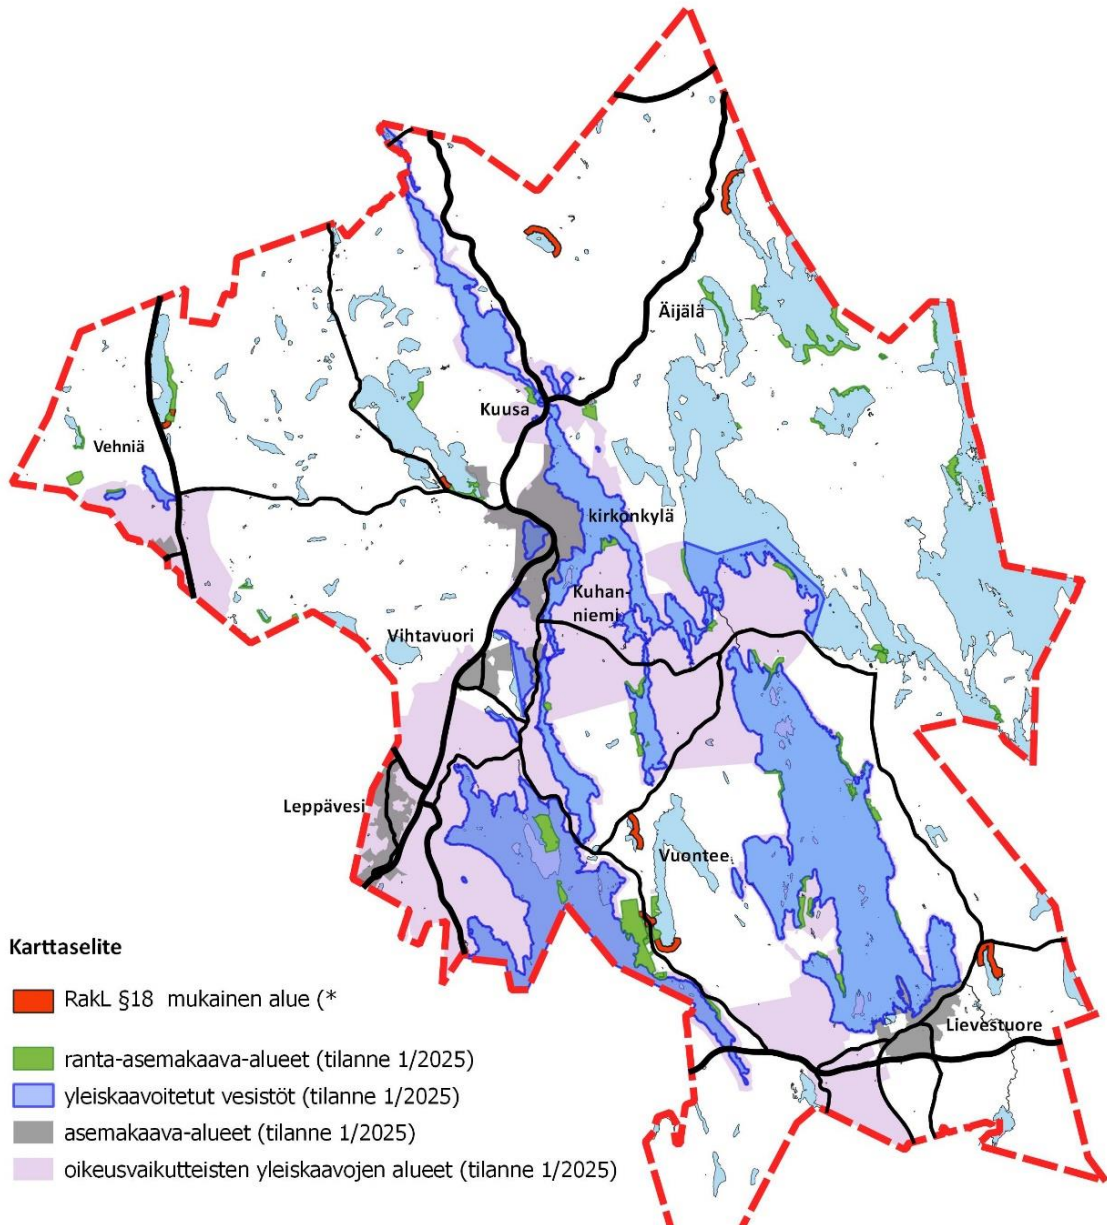 Äijälä
Kuusa
Vehniä
kirkonkylä
Kuhan-
niemi
Vihtavuori
Leppävesi
Vuontee
Lievestuore
Karttaselite
RakL §18 mukainen alue (*
ranta-asemakaava-alueet (tilanne 1/2025)
yleiskaavoitetut vesistöt (tilanne 1/2025)
asemakaava-alueet (tilanne 1/2025)
oikeusvaikutteisten yleiskaavojen alueet (tilanne 1/2025)